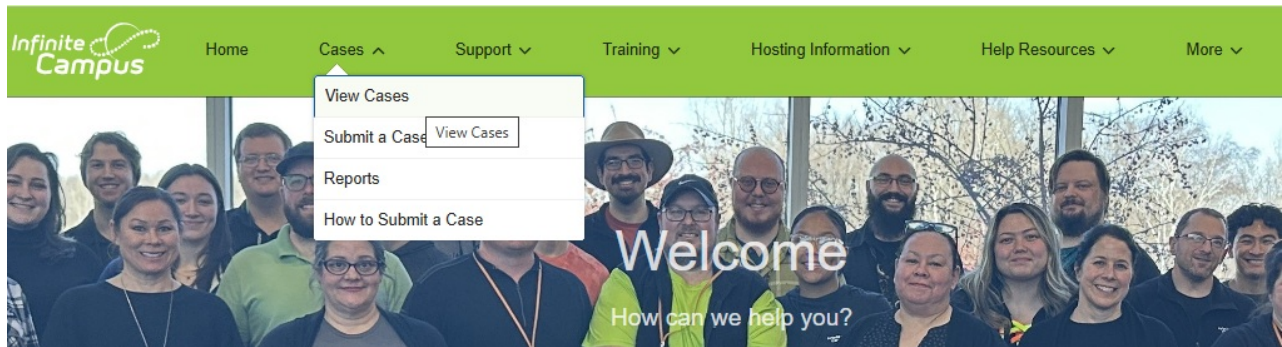 Infinite
Campus
Home
Cases
Support
Training
Hosting Information
Help Resources
More
View Cases
Submit a Case
View Cases
Reports
How to Submit a Case
Welcome
How can we help you?